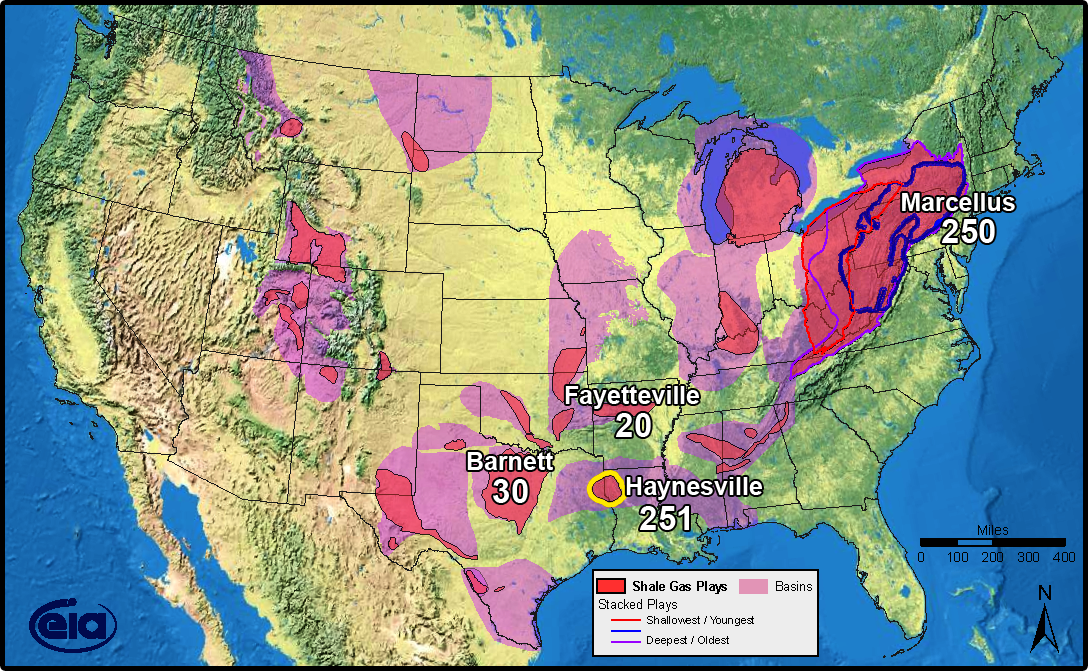 Marcellus
250
Fayetteville
20
Barnett
30
Haynesville
251
Miles
0 100 200 300 400
N
Shale Gas Plays
Basins
Stacked Plays
Shallowest / Youngest
Deepest / Oldest
eia